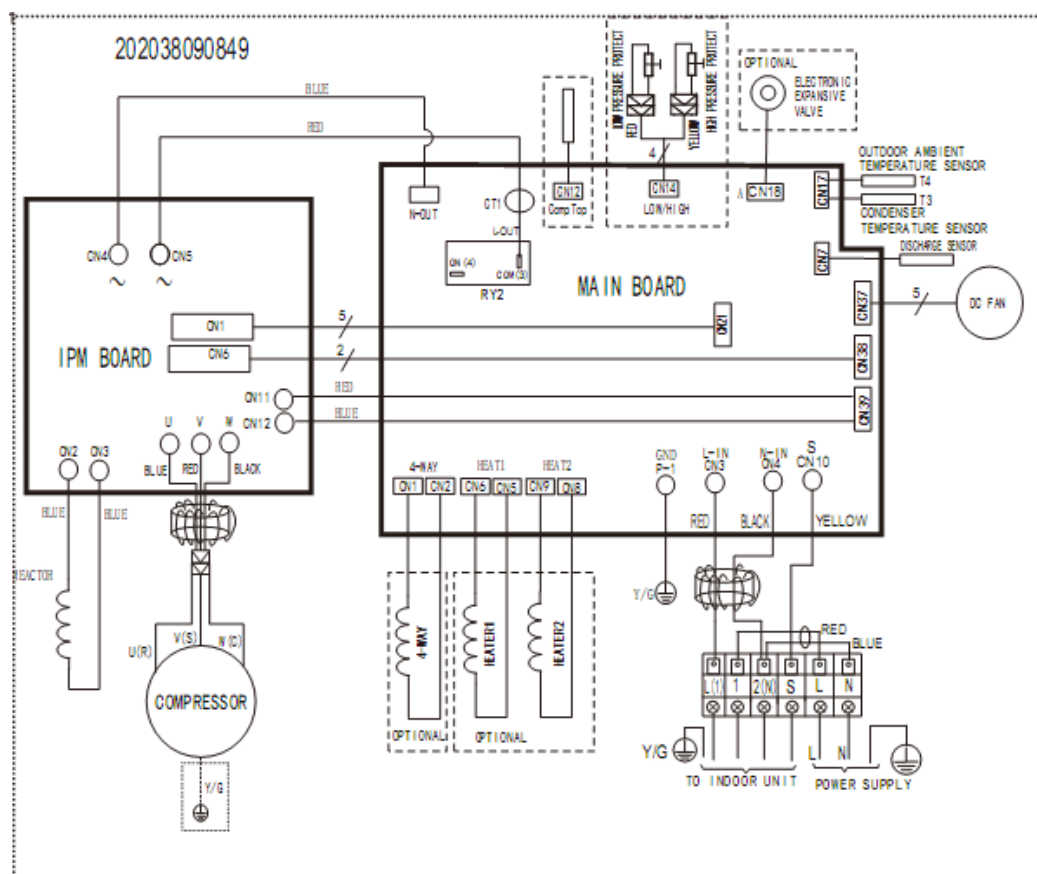 202038090849
BLUE
RED
LOW PRESSURE PROTECT
RED
YELLOW
HIGH PRESSURE PROTECT
4
OPTIONAL
ELECTRONIC
EXPANSIVE
VALVE
OUTDOOR AMBIENT
TEMPERATURE SENSOR
T4
T3
CONDENSER
TEMPERATURE SENSOR
DISCHARGE SENSOR
CN12
CompTop
CN14
LOW/HIGH
A
CN18
CN17
CN7
N-OUT
CT1
L-OUT
ON(4)
COM(3)
RY2
MAIN BOARD
CN4
CN5
~
~
CN1
5
CN21
IPM BOARD
CN6
2
CN38
CN37
5
DC FAN
CN11
RED
CN12
BLUE
CN39
U
V
W
BLUE
RED
BLACK
CN2
CN3
BLUE
BLUE
REACTOR
U(R)
V(S)
W(C)
COMPRESSOR
Y/G
4-WAY
HEAT1
HEAT2
CN1
CN2
CN6
CN5
CN9
CN8
4-WAY
HEATER1
HEATER2
OPTIONAL
OPTIONAL
GND
P-1
L-IN
CN3
N-IN
CN4
S
CN10
RED
BLACK
YELLOW
Y/G
RED
BLUE
L(1)
1
2(N)
S
L
N
Y/G
L
N
TO INDOOR UNIT
POWER SUPPLY